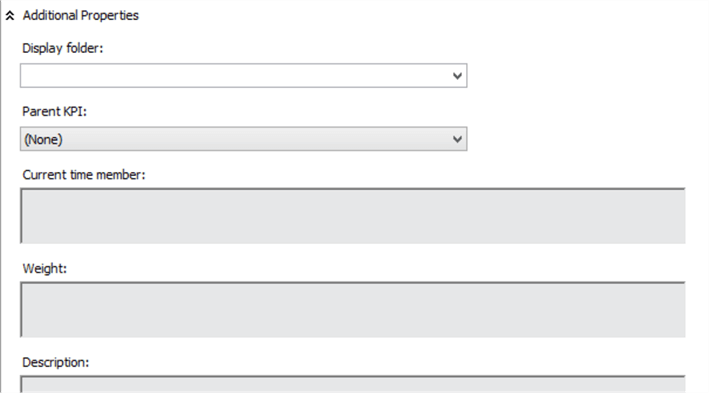 Additional Properties
Display folder:
Parent KPI:
(None)
Current time member:
Weight:
Description: